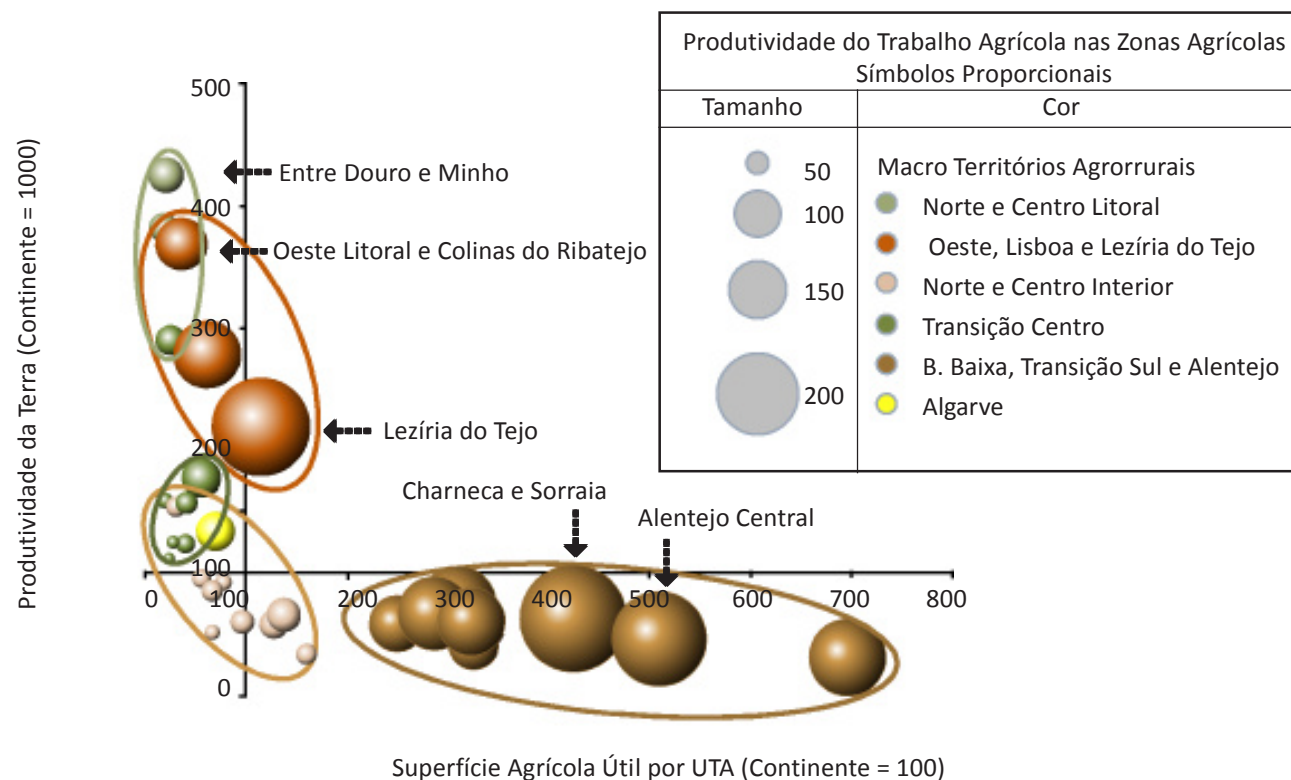 Produtividade do Trabalho Agrícola nas Zonas Agrícolas
Símbolos Proporcionais
Tamanho
Cor
50
100
150
200
Macro Territórios Agrorrurais
Norte e Centro Litoral
Oeste, Lisboa e Lezíria do Tejo
Norte e Centro Interior
Transição Centro
B. Baixa, Transição Sul e Alentejo
Algarve
Produtividade da Terra (Continente = 1000)
500
400
300
200
100
0
Entre Douro e Minho
Oeste Litoral e Colinas do Ribatejo
Lezíria do Tejo
Charneca e Sorraia
Alentejo Central
0
100
200
300
400
500
600
700
800
Superfície Agrícola Útil por UTA (Continente = 100)